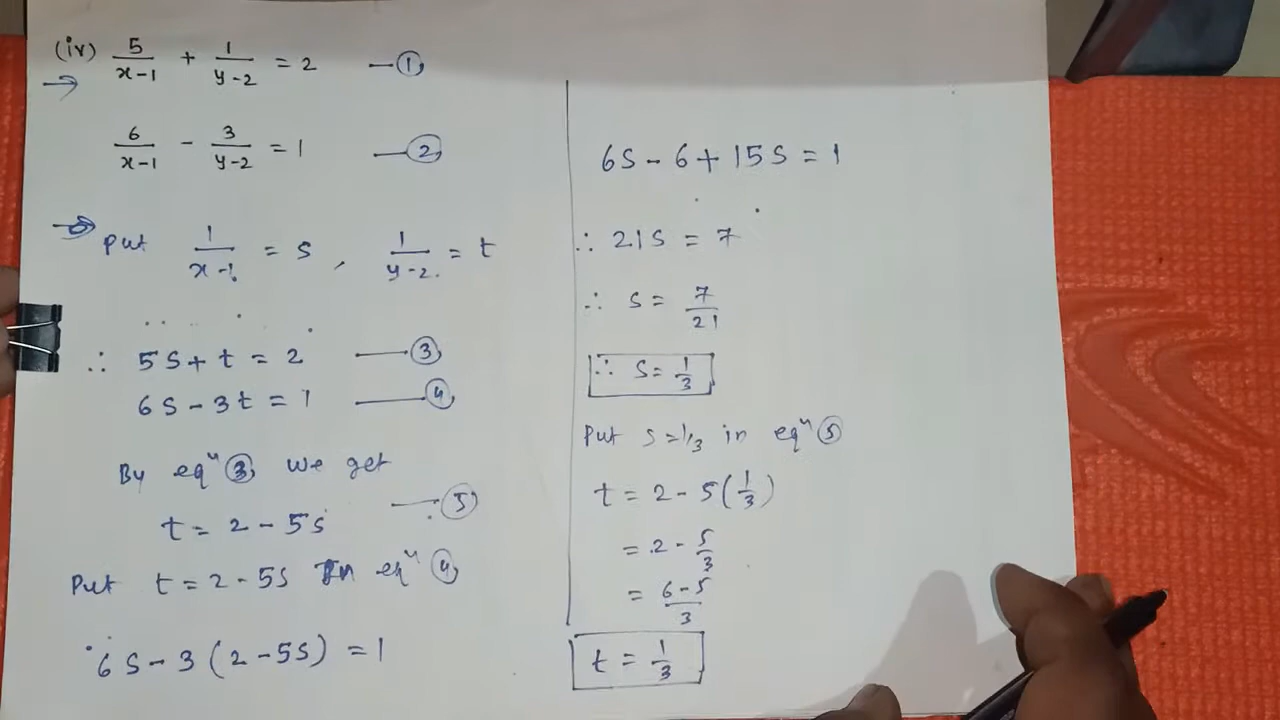 (iv) 5/(x-1) + 1/(y-2) = 2 —①
6/(x-1) - 3/(y-2) = 1 —②
Put 1/(x-1) = s, 1/(y-2) = t
∴ 5s + t = 2 —③
6s - 3t = 1 —④
By eqⁿ ③ we get
t = 2 - 5s —⑤
Put t = 2 - 5s In eqⁿ ④
6s - 3(2 - 5s) = 1
6s - 6 + 15s = 1
∴ 21s = 7
∴ s = 7/21
∴ s = 1/3
Put s = 1/3 in eqⁿ ⑤
t = 2 - 5(1/3)
= 2 - 5/3
= (6-5)/3
t = 1/3